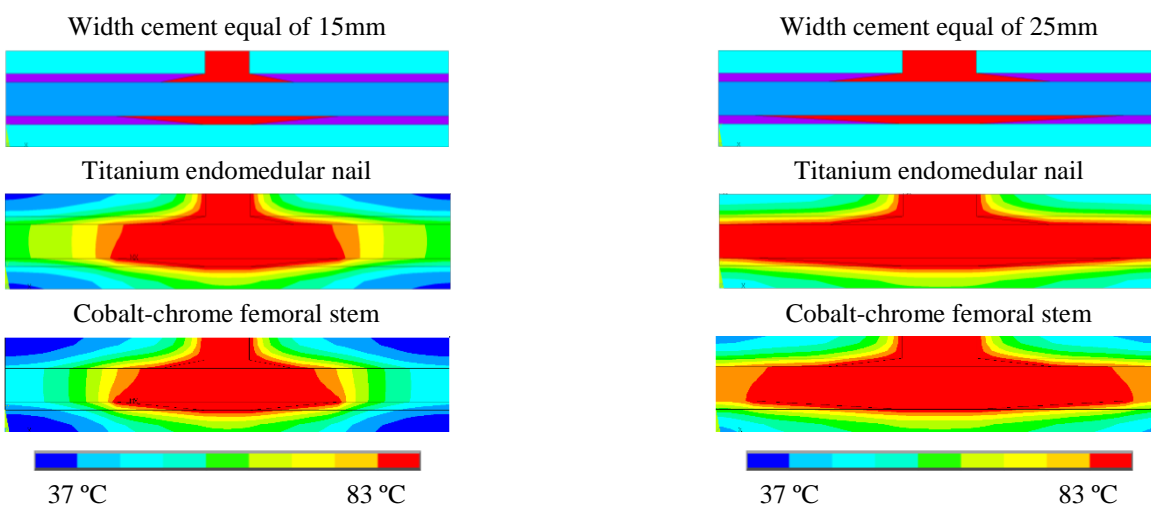 Width cement equal of 15mm
Width cement equal of 25mm
Titanium endomedular nail
Titanium endomedular nail
Cobalt-chrome femoral stem
Cobalt-chrome femoral stem
37 ºC 83 ºC
37 ºC 83 ºC